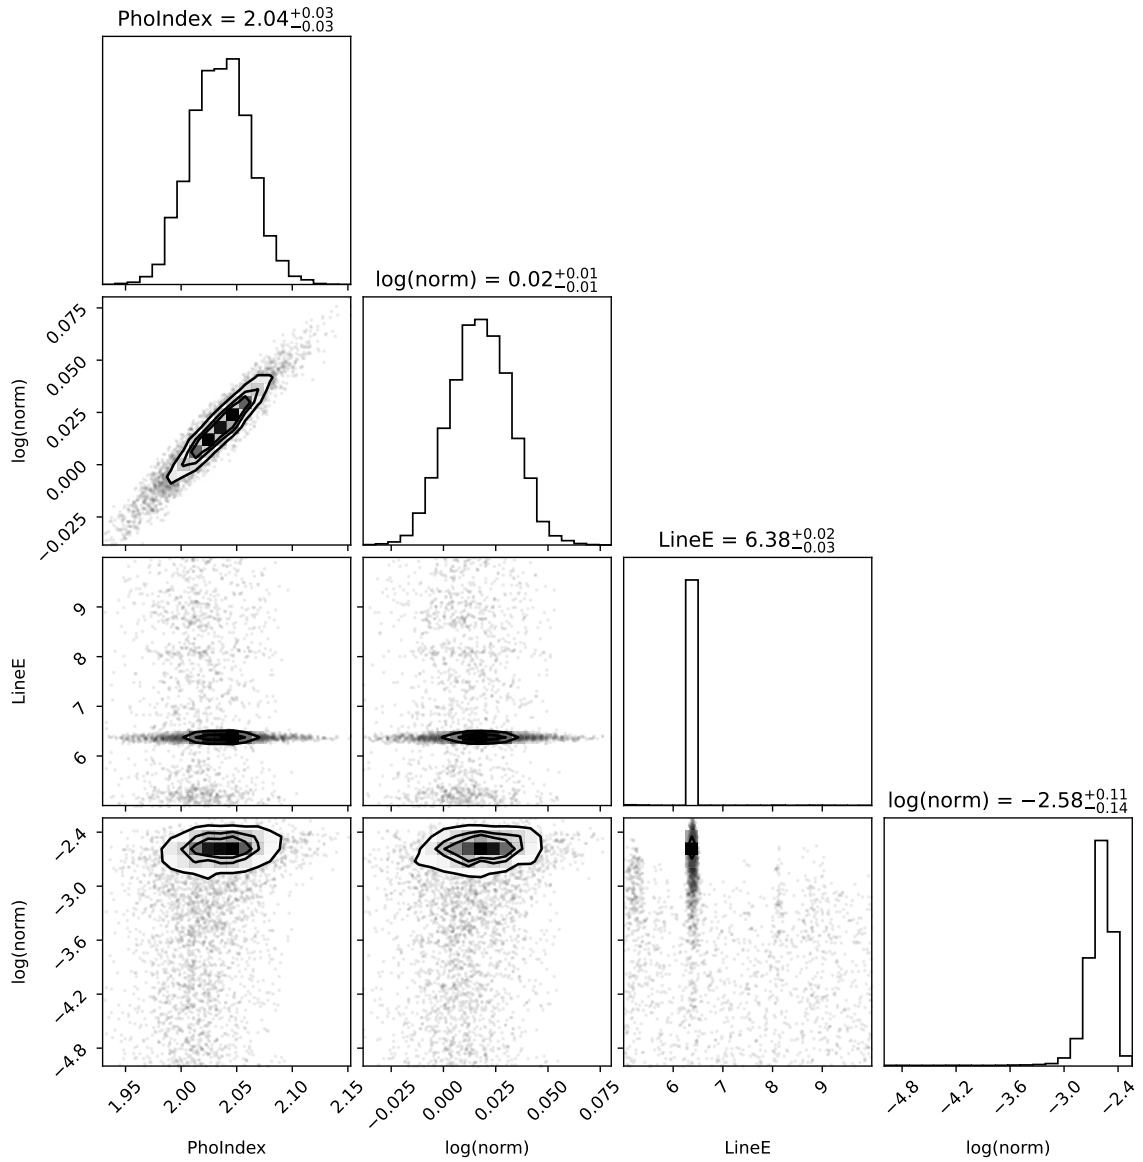 PhoIndex = 2.04+0.03−0.03
log(norm) = 0.02+0.01−0.01
0.075
0.050
0.025
0.000
−0.025
log(norm)
LineE = 6.38+0.02−0.03
9
8
7
6
LineE
log(norm) = −2.58+0.11−0.14
−2.4
−3.0
−3.6
−4.2
−4.8
log(norm)
1.95 2.00 2.05 2.10 2.15
−0.025 0.000 0.025 0.050 0.075
6 7 8 9
−4.8 −4.2 −3.6 −3.0 −2.4
PhoIndex log(norm) LineE log(norm)